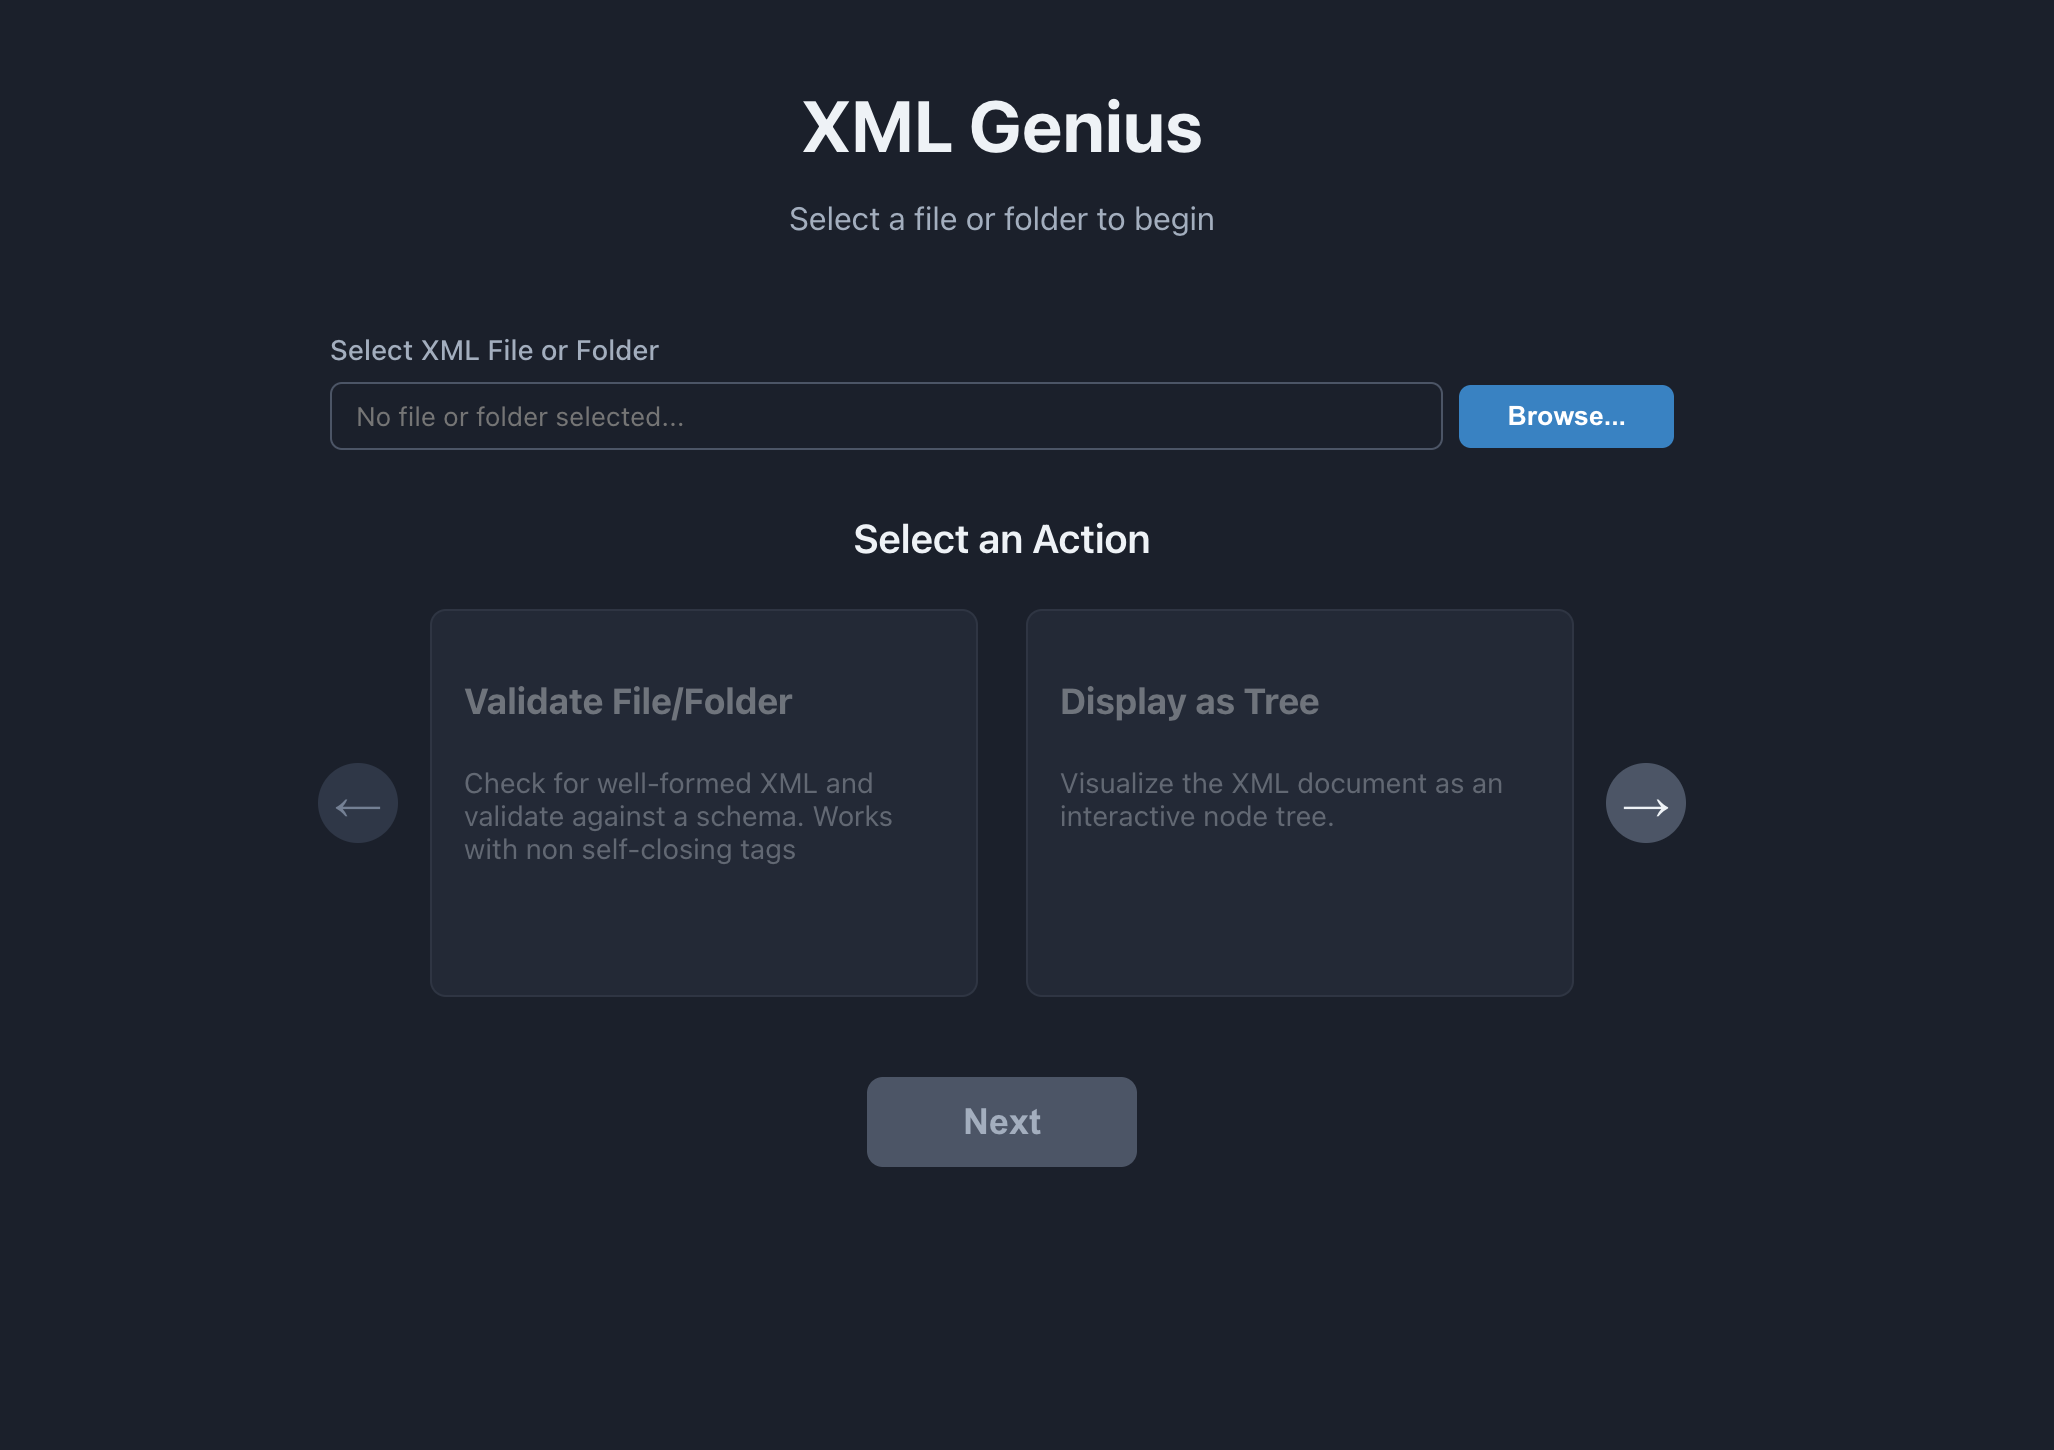 XML Genius
Select a file or folder to begin
Select XML File or Folder
No file or folder selected...
Browse...
Select an Action
Validate File/Folder
Check for well-formed XML and
validate against a schema. Works
with non self-closing tags
Display as Tree
Visualize the XML document as an
interactive node tree.
←
→
Next